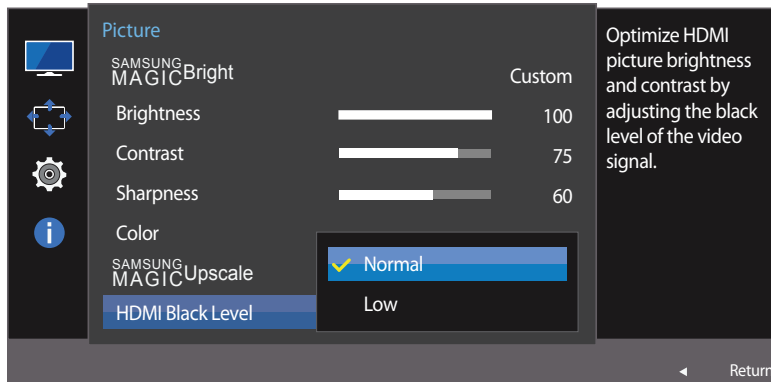 Picture
SAMSUNG
MAGICBright Custom
Brightness 100
Contrast 75
Sharpness 60
Color
SAMSUNG
MAGICUpscale
HDMI Black Level
Normal
Low
Optimize HDMI
picture brightness
and contrast by
adjusting the black
level of the video
signal.
Return